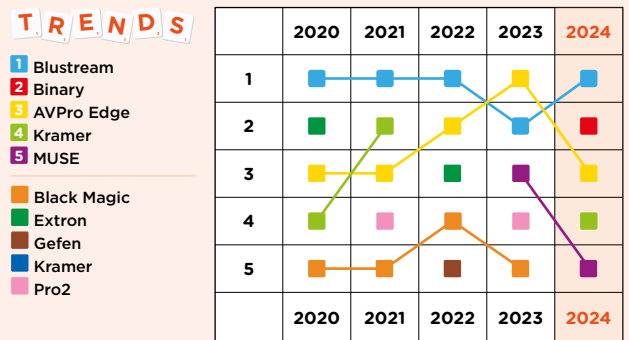 TRENDS
1 Blustream
2 Binary
3 AVPro Edge
4 Kramer
5 MUSE
Black Magic
Extron
Gefen
Kramer
Pro2
2020 2021 2022 2023 2024
1
2
3
4
5
2020 2021 2022 2023 2024